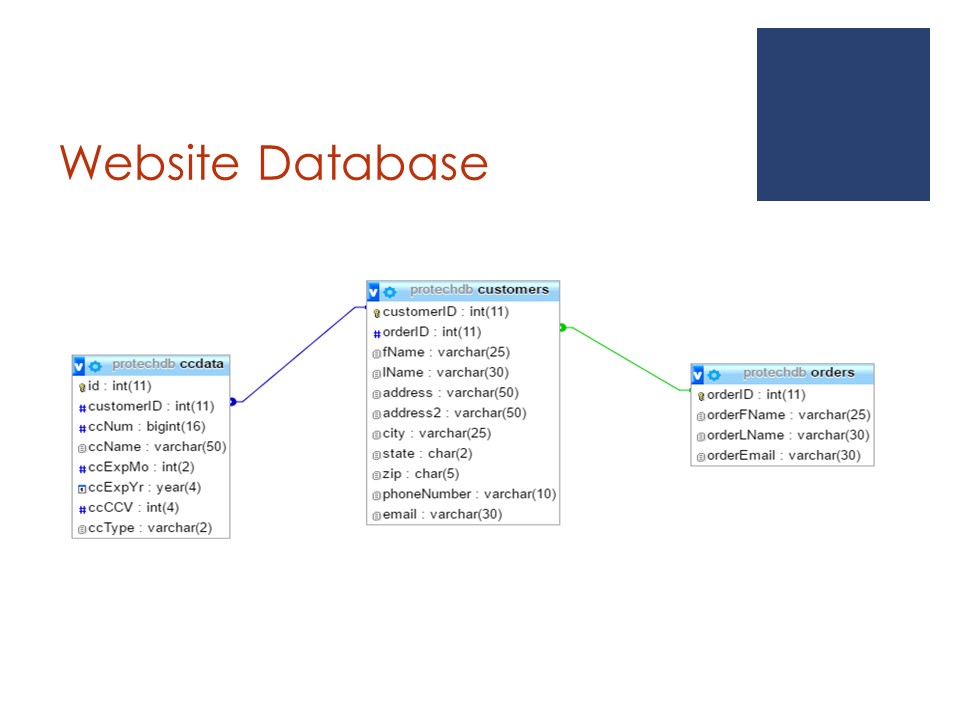 Website Database
protechdb customers
customerID : int(11)
orderID : int(11)
fName : varchar(25)
lName : varchar(30)
address : varchar(50)
address2 : varchar(50)
city : varchar(25)
state : char(2)
zip : char(5)
phoneNumber : varchar(10)
email : varchar(30)
protechdb ccdata
id : int(11)
customerID : int(11)
ccNum : bigint(16)
ccName : varchar(50)
ccExpMo : int(2)
ccExpYr : year(4)
ccCCV : int(4)
ccType : varchar(2)
protechdb orders
orderID : int(11)
orderFName : varchar(25)
orderLName : varchar(30)
orderEmail : varchar(30)